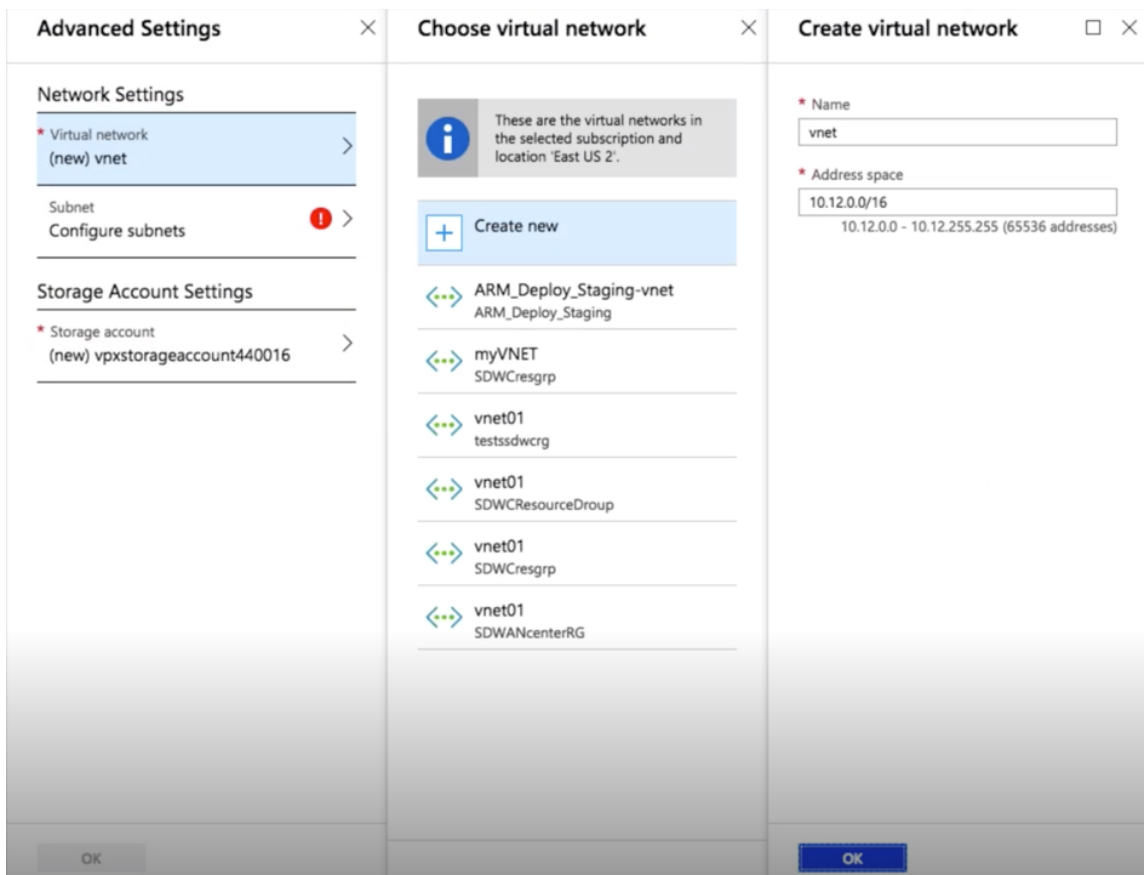 Advanced Settings
Network Settings
* Virtual network
(new) vnet
Subnet
Configure subnets
Storage Account Settings
* Storage account
(new) vpxstorageaccount440016
OK
Choose virtual network
These are the virtual networks in
the selected subscription and
location 'East US 2'.
Create new
ARM_Deploy_Staging-vnet
ARM_Deploy_Staging
myVNET
SDWCresgrp
vnet01
testssdwcrg
vnet01
SDWCResourceDroup
vnet01
SDWCresgrp
vnet01
SDWANcenterRG
Create virtual network
* Name
vnet
* Address space
10.12.0.0/16
10.12.0.0 - 10.12.255.255 (65536 addresses)
OK